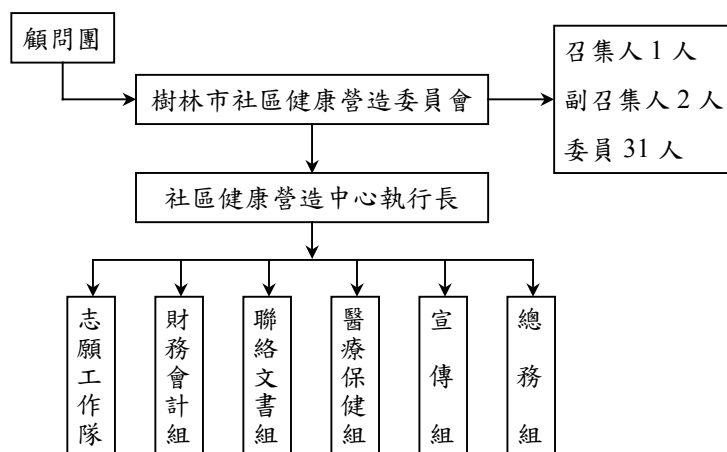 顧問團
召集人 1 人
副召集人 2 人
委員 31 人
樹林市社區健康營造委員會
社區健康營造中心執行長
志願工作隊
財務會計組
聯絡文書組
醫療保健組
宣傳組
總務組